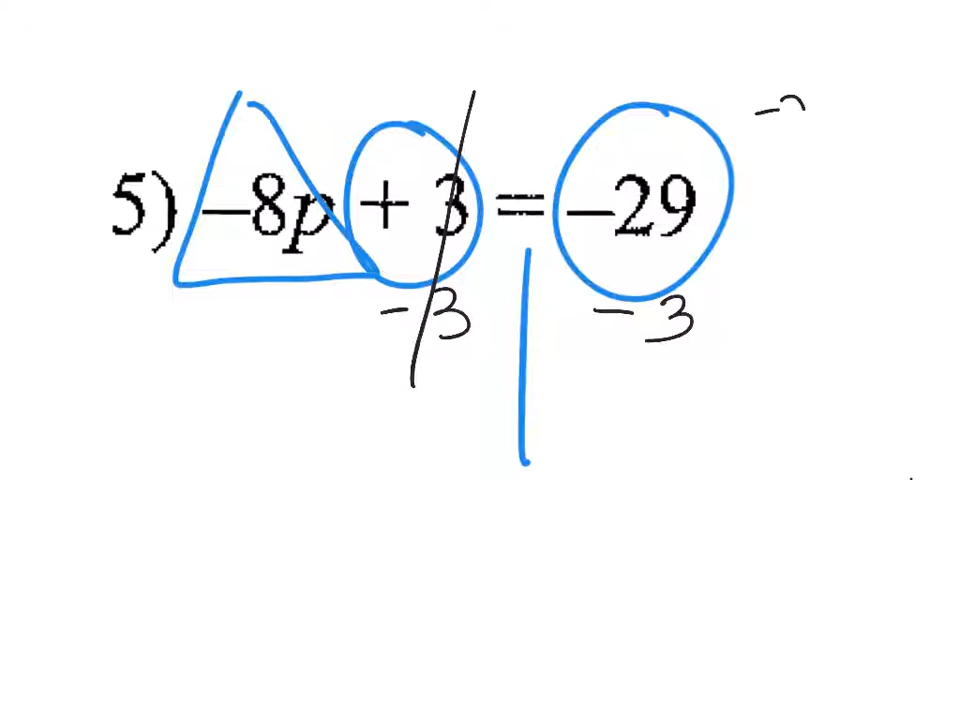 5) –8p + 3 = –29
- 3 - 3